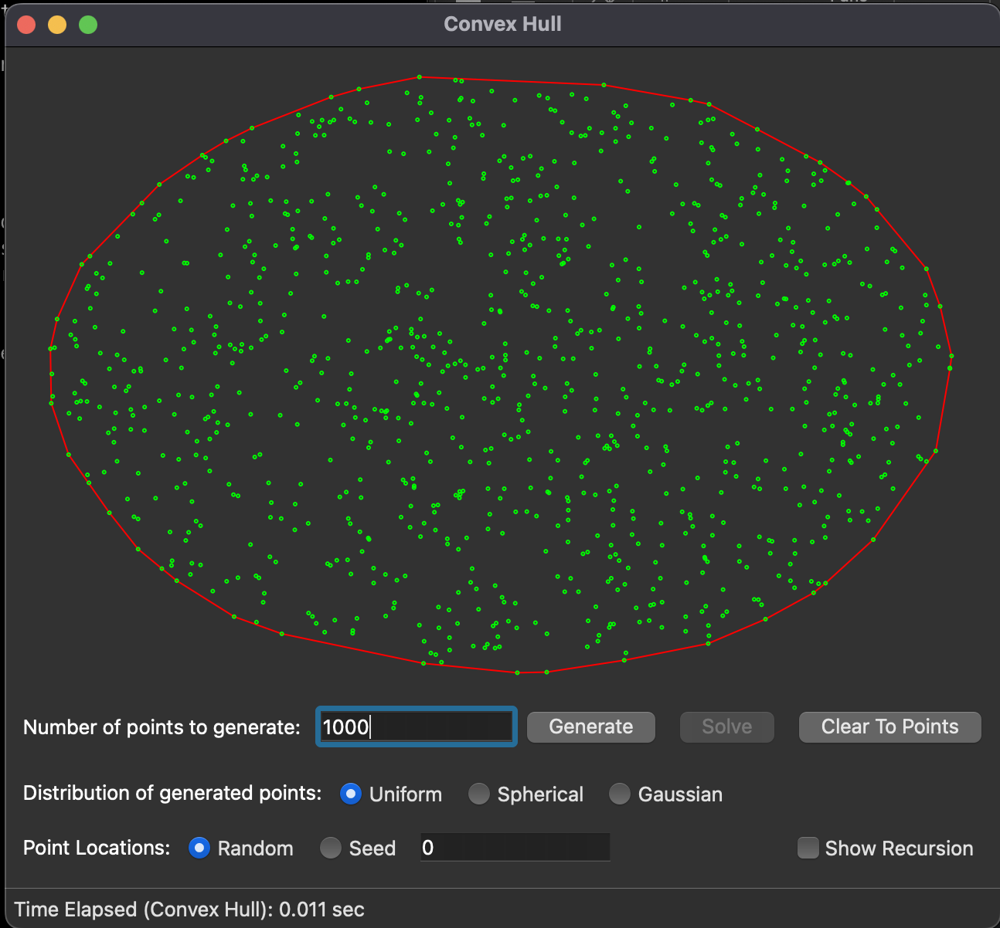 Convex Hull
Number of points to generate: 1000 Generate Solve Clear To Points
Distribution of generated points: Uniform Spherical Gaussian
Point Locations: Random Seed 0 Show Recursion
Time Elapsed (Convex Hull): 0.011 sec